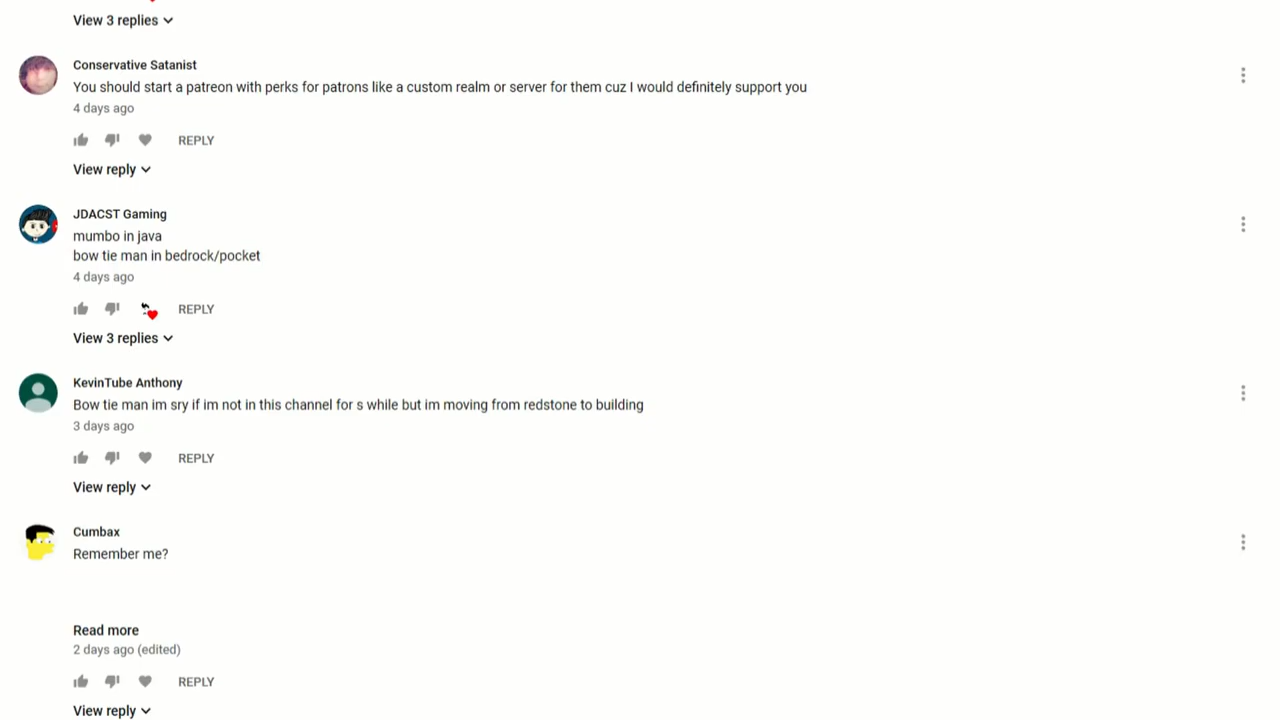 View 3 replies
Conservative Satanist
You should start a patreon with perks for patrons like a custom realm or server for them cuz I would definitely support you
4 days ago
REPLY
View reply
JDACST Gaming
mumbo in java
bow tie man in bedrock/pocket
4 days ago
REPLY
View 3 replies
KevinTube Anthony
Bow tie man im sry if im not in this channel for s while but im moving from redstone to building
3 days ago
REPLY
View reply
Cumbax
Remember me?
Read more
2 days ago (edited)
REPLY
View reply